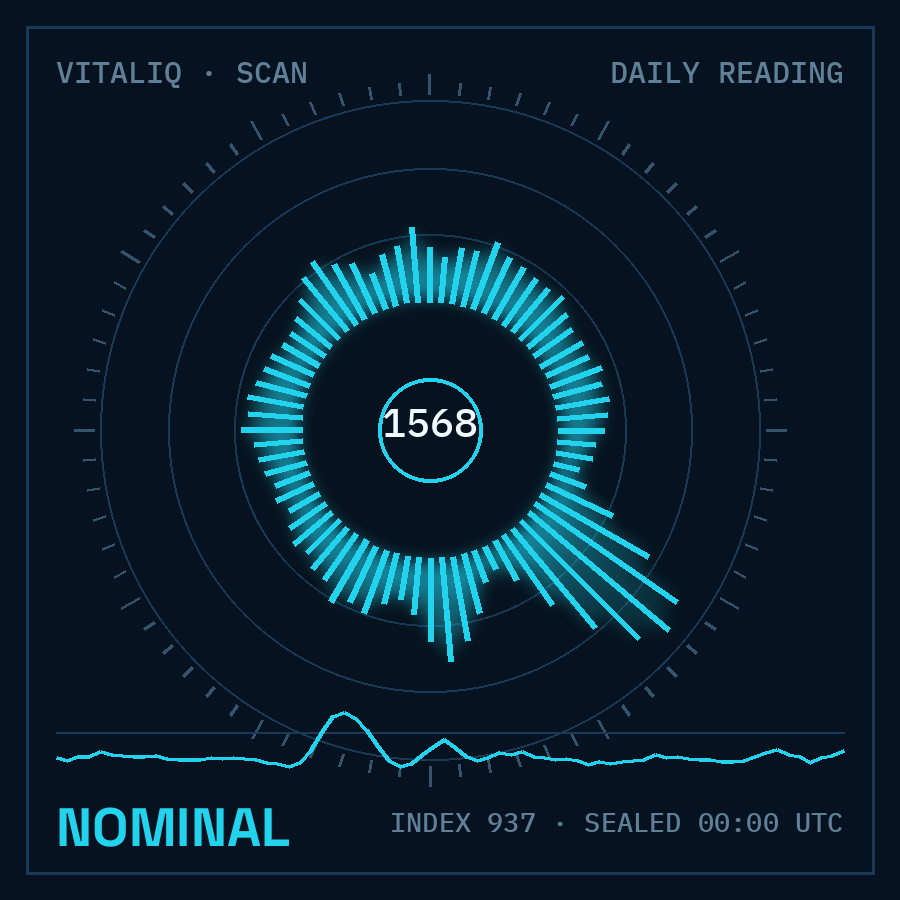 VITALIQ · SCAN
DAILY READING
1568
NOMINAL
INDEX 937 · SEALED 00:00 UTC